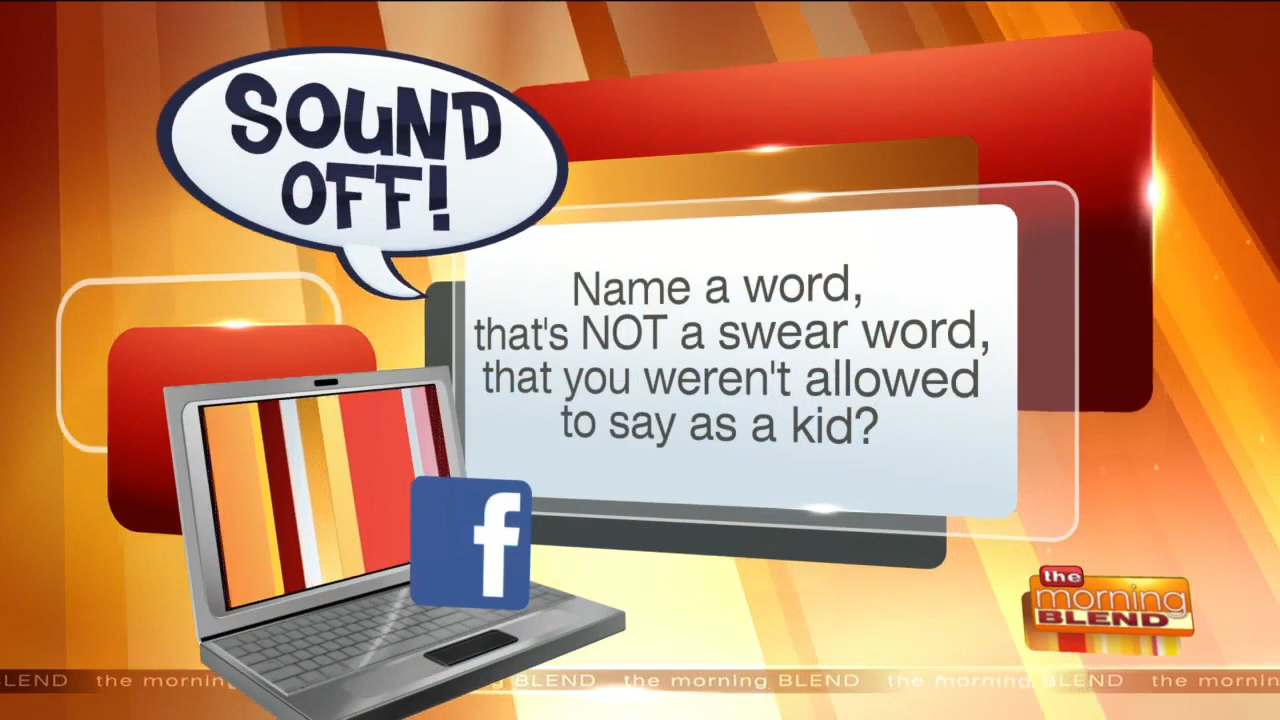 SOUND
OFF!
Name a word,
that's NOT a swear word,
that you weren't allowed
to say as a kid?
f
the
morning
BLEND
LEND the morning BLEND the morning BLEND the morning BLEND the mornin